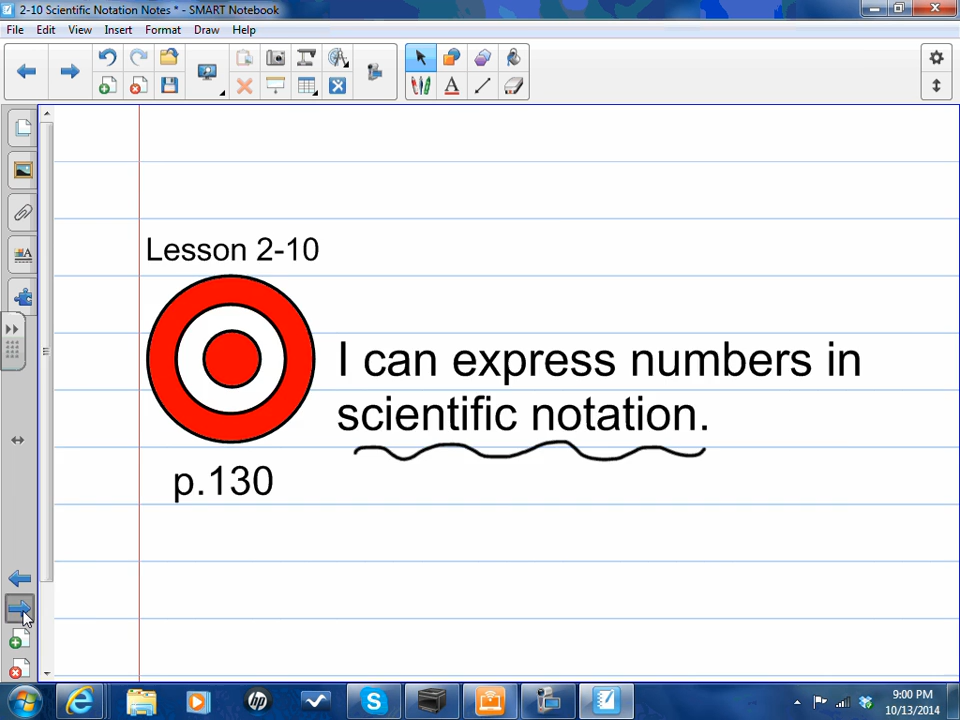 2-10 Scientific Notation Notes * - SMART Notebook
File Edit View Insert Format Draw Help
Lesson 2-10
I can express numbers in
scientific notation.
p.130
9:00 PM
10/13/2014